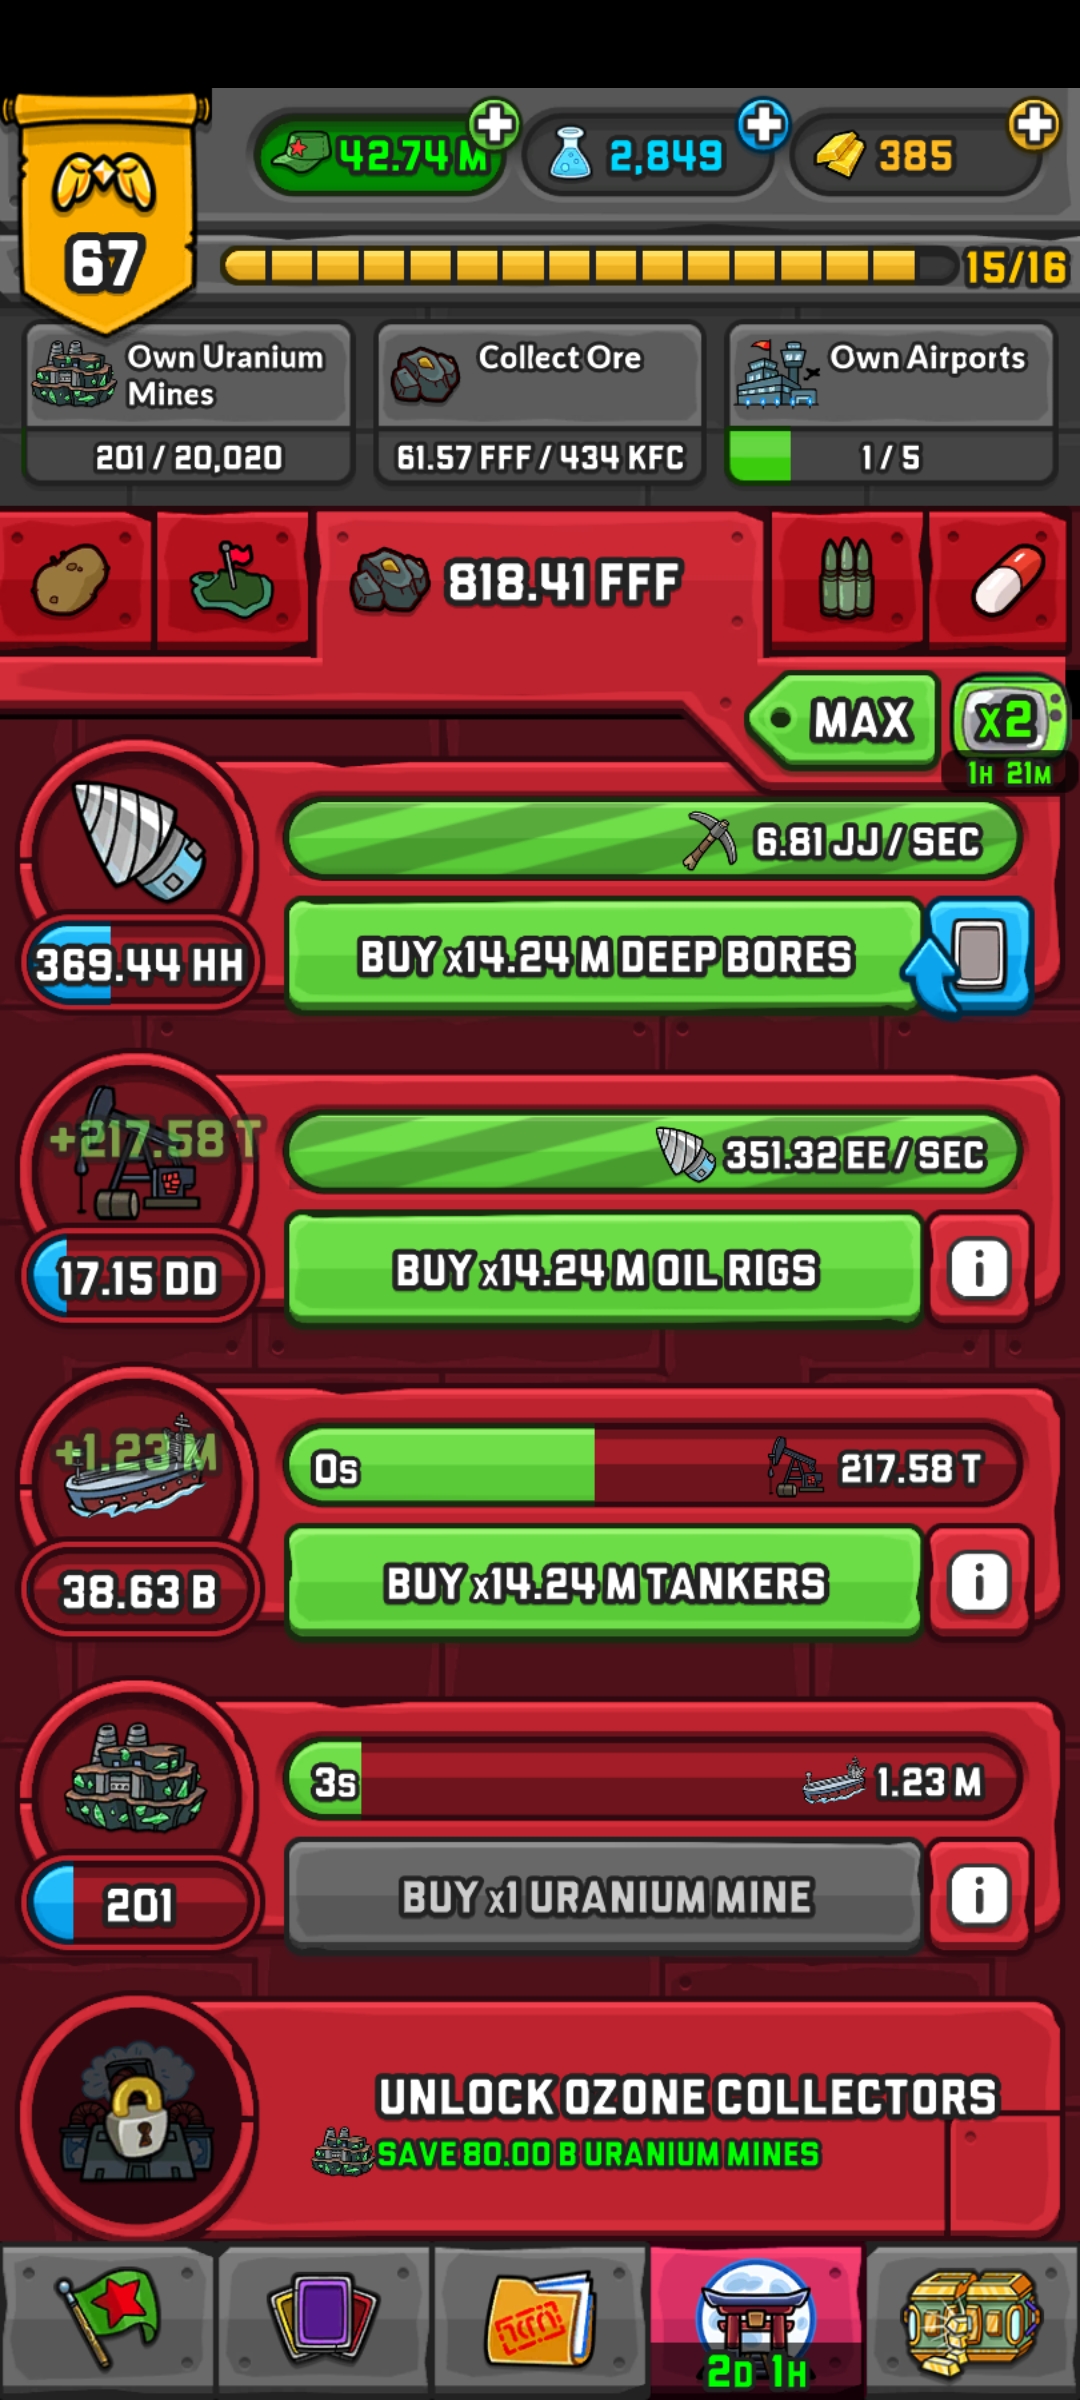 42.74 M
2,849
385
67
15/16
Own Uranium
Mines
201 / 20,020
Collect Ore
61.57 FFF / 434 KFC
Own Airports
1 / 5
818.41 FFF
MAX
x2
1H 21M
6.81 JJ / SEC
369.44 HH
BUY x14.24 M DEEP BORES
+217.58 T
351.32 EE / SEC
17.15 DD
BUY x14.24 M OIL RIGS
i
+1.23 M
0s
217.58 T
38.63 B
BUY x14.24 M TANKERS
i
3s
1.23 M
201
BUY x1 URANIUM MINE
i
UNLOCK OZONE COLLECTORS
SAVE 80.00 B URANIUM MINES
2D 1H